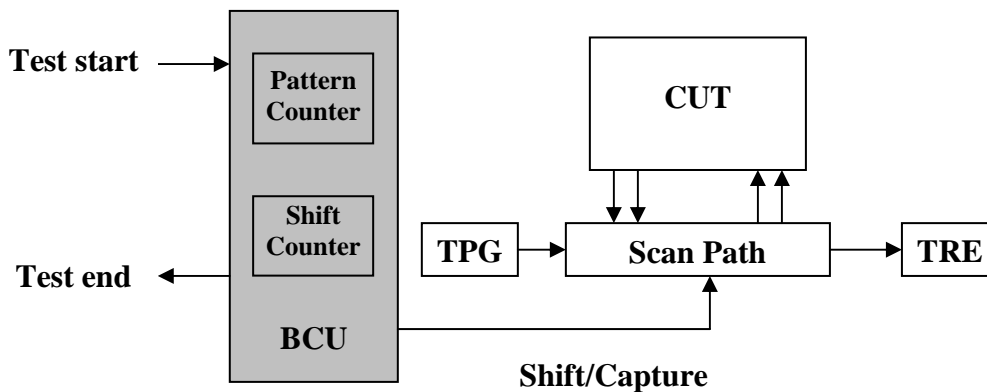 Test start
Pattern
Counter
CUT
Shift
Counter
TPG
Scan Path
TRE
Test end
BCU
Shift/Capture